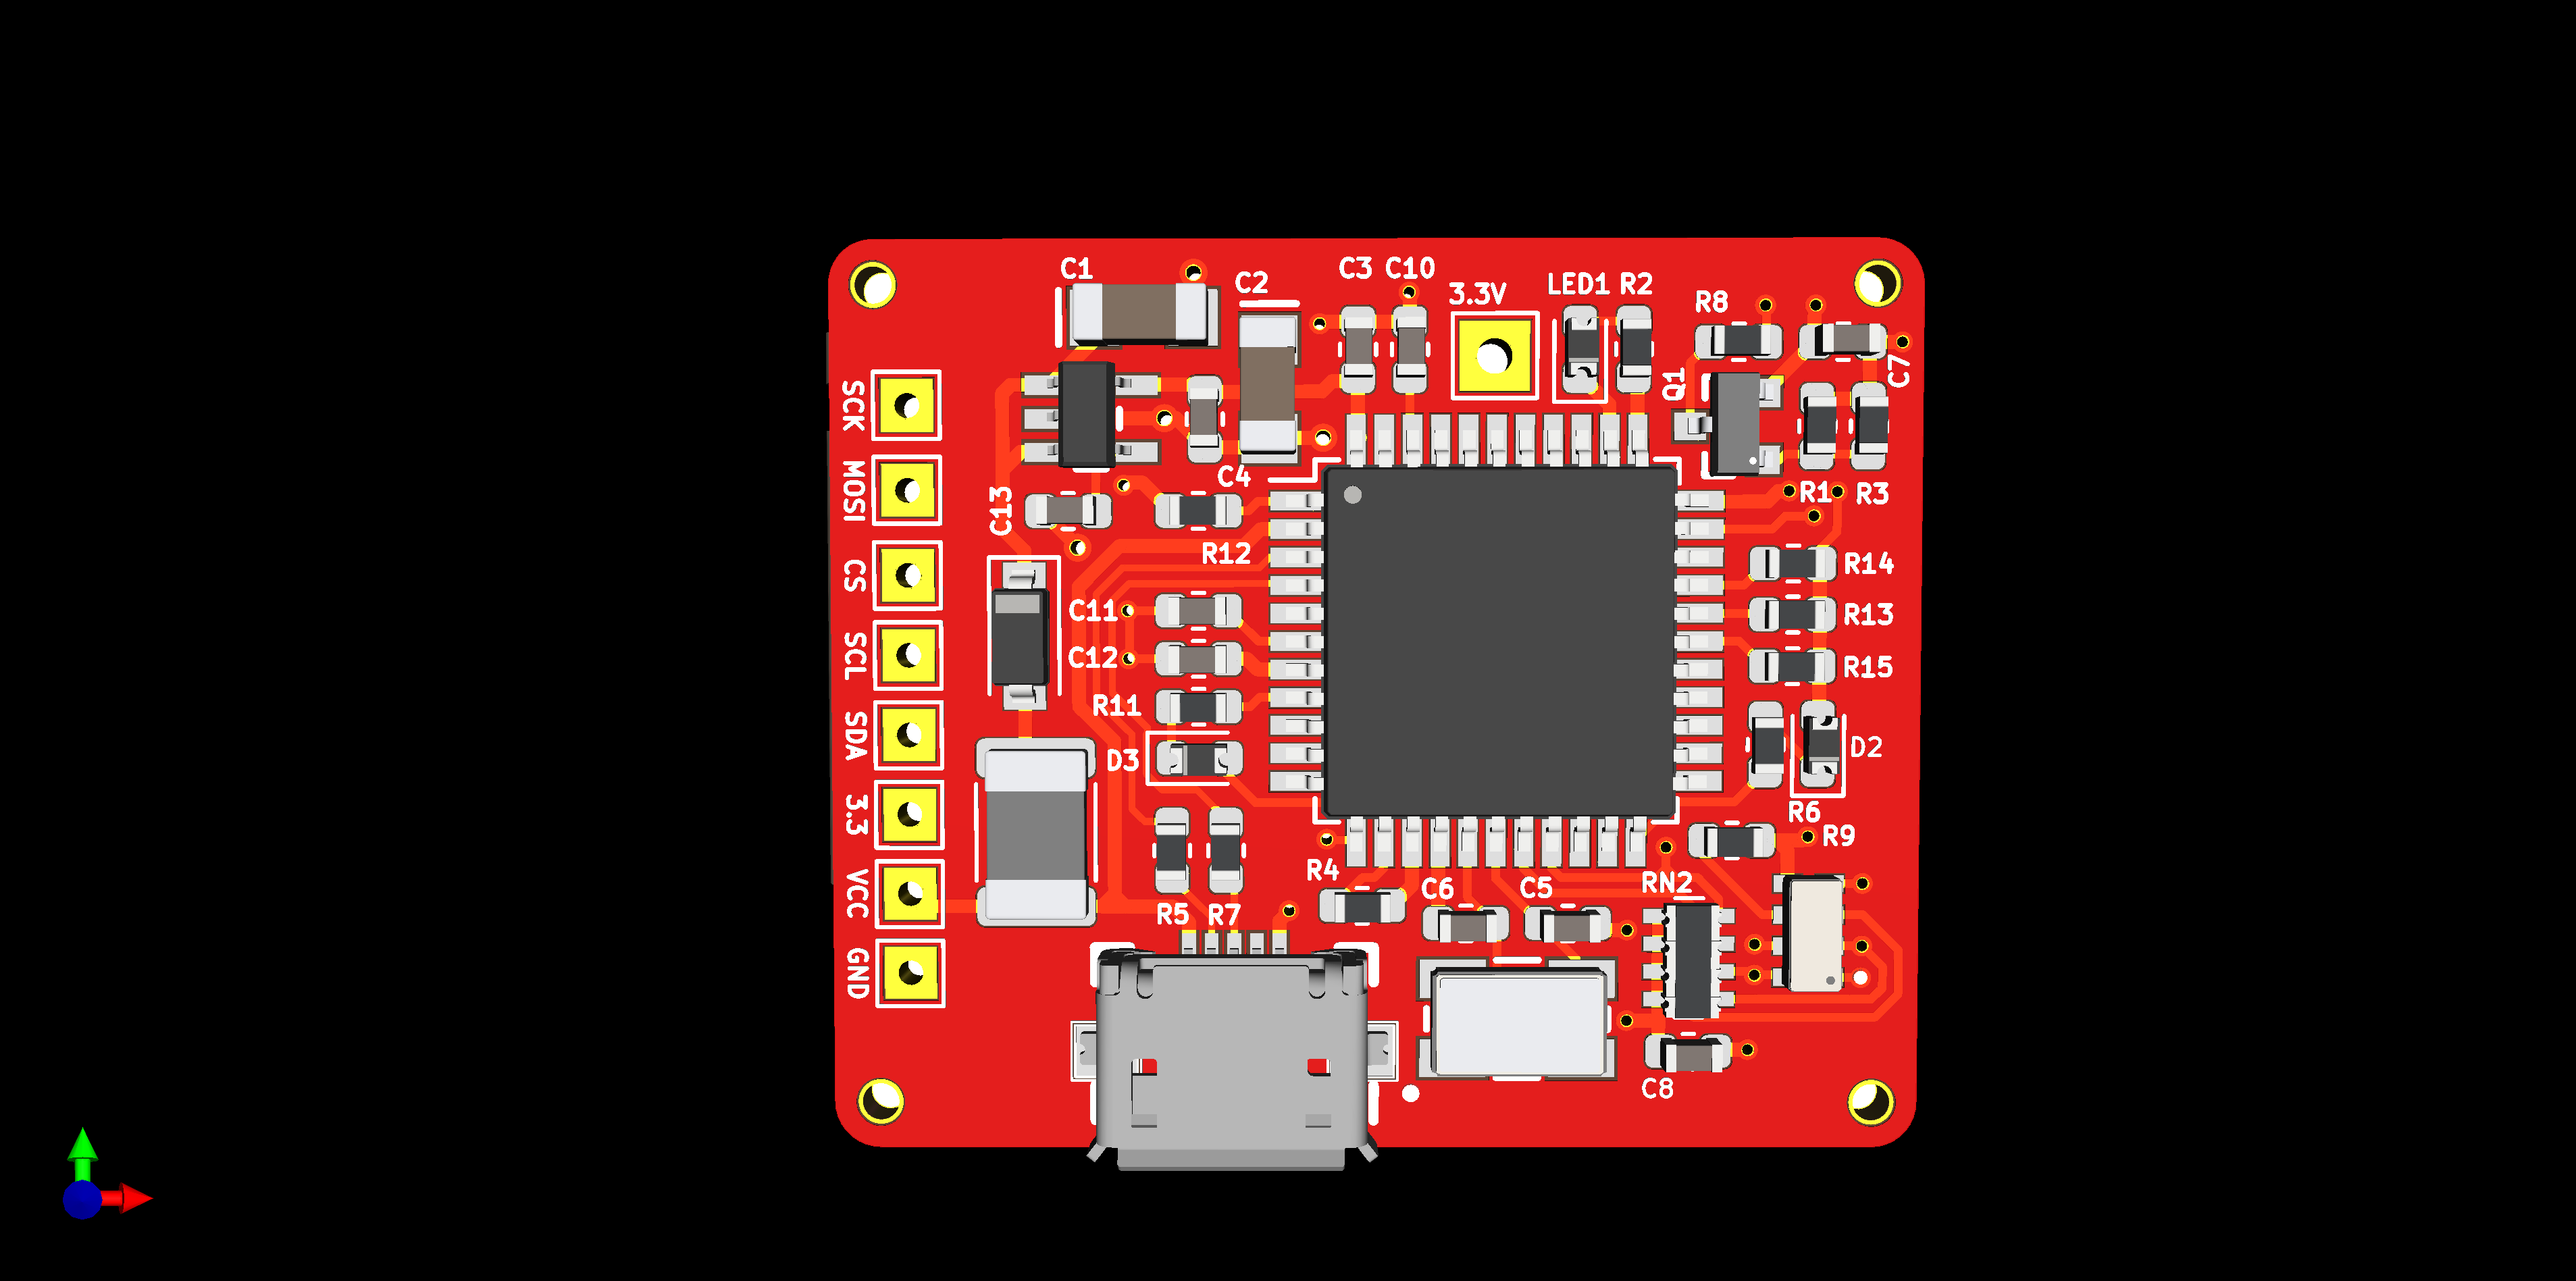 C1
C2
C3 C10
3.3V
LED1 R2
R8
C7
Q1
SCK
MOSI
CS
SCL
SDA
3.3
VCC
GND
C4
C13
R1 R3
R12
R14
C11
R13
C12
R15
R11
D3
D2
R6
R9
R4
C6
C5
RN2
R5 R7
C8